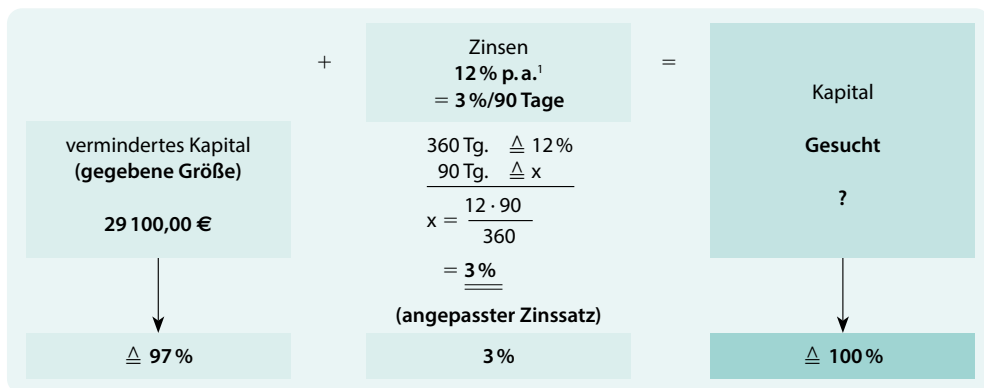 +
Zinsen
12 % p. a.¹
= 3 %/90 Tage
=
Kapital
Gesucht
?
vermindertes Kapital
(gegebene Größe)
29 100,00 €
360 Tg. ≙ 12 %
90 Tg. ≙ x
x = 12 · 90
360
= 3 %
(angepasster Zinssatz)
≙ 97 %
3 %
≙ 100 %